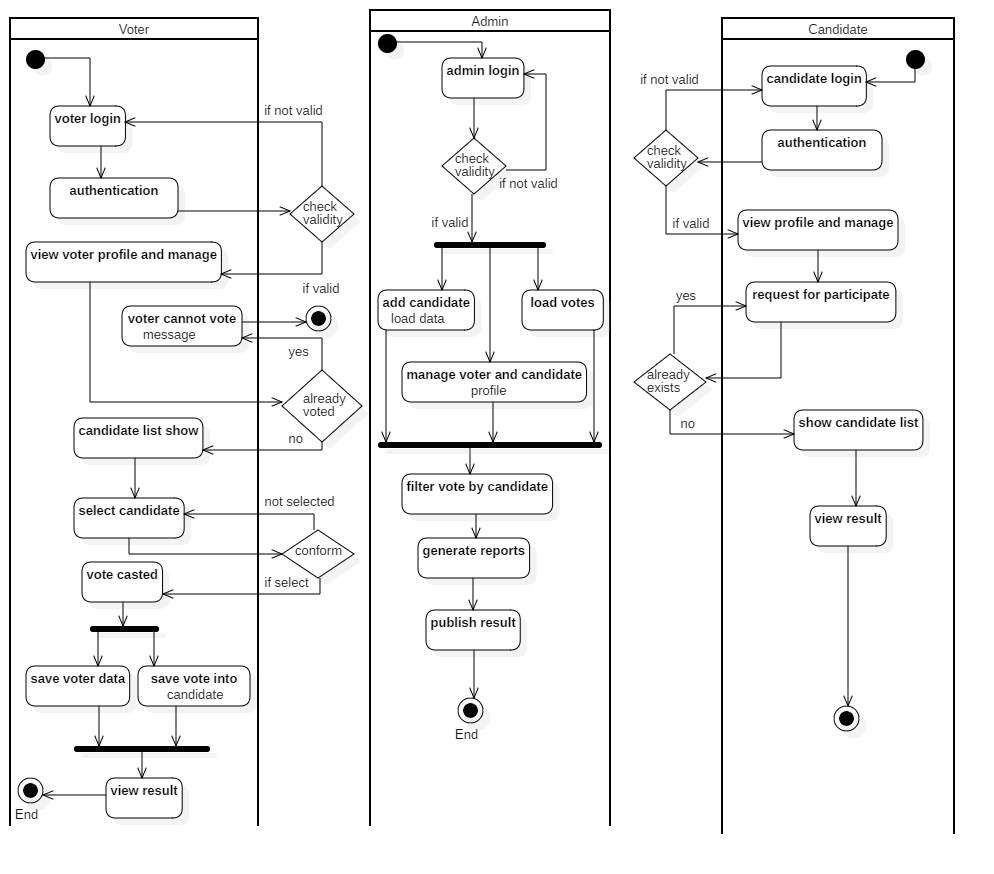 Voter
voter login
if not valid
authentication
check
validity
view voter profile and manage
if valid
voter cannot vote
message
yes
already
voted
candidate list show
no
select candidate
not selected
conform
vote casted
if select
save voter data
save vote into
candidate
view result
End
Admin
admin login
check
validity
if not valid
if valid
add candidate
load data
load votes
manage voter and candidate
profile
filter vote by candidate
generate reports
publish result
End
Candidate
if not valid
candidate login
authentication
check
validity
if valid
view profile and manage
yes
request for participate
already
exists
no
show candidate list
view result